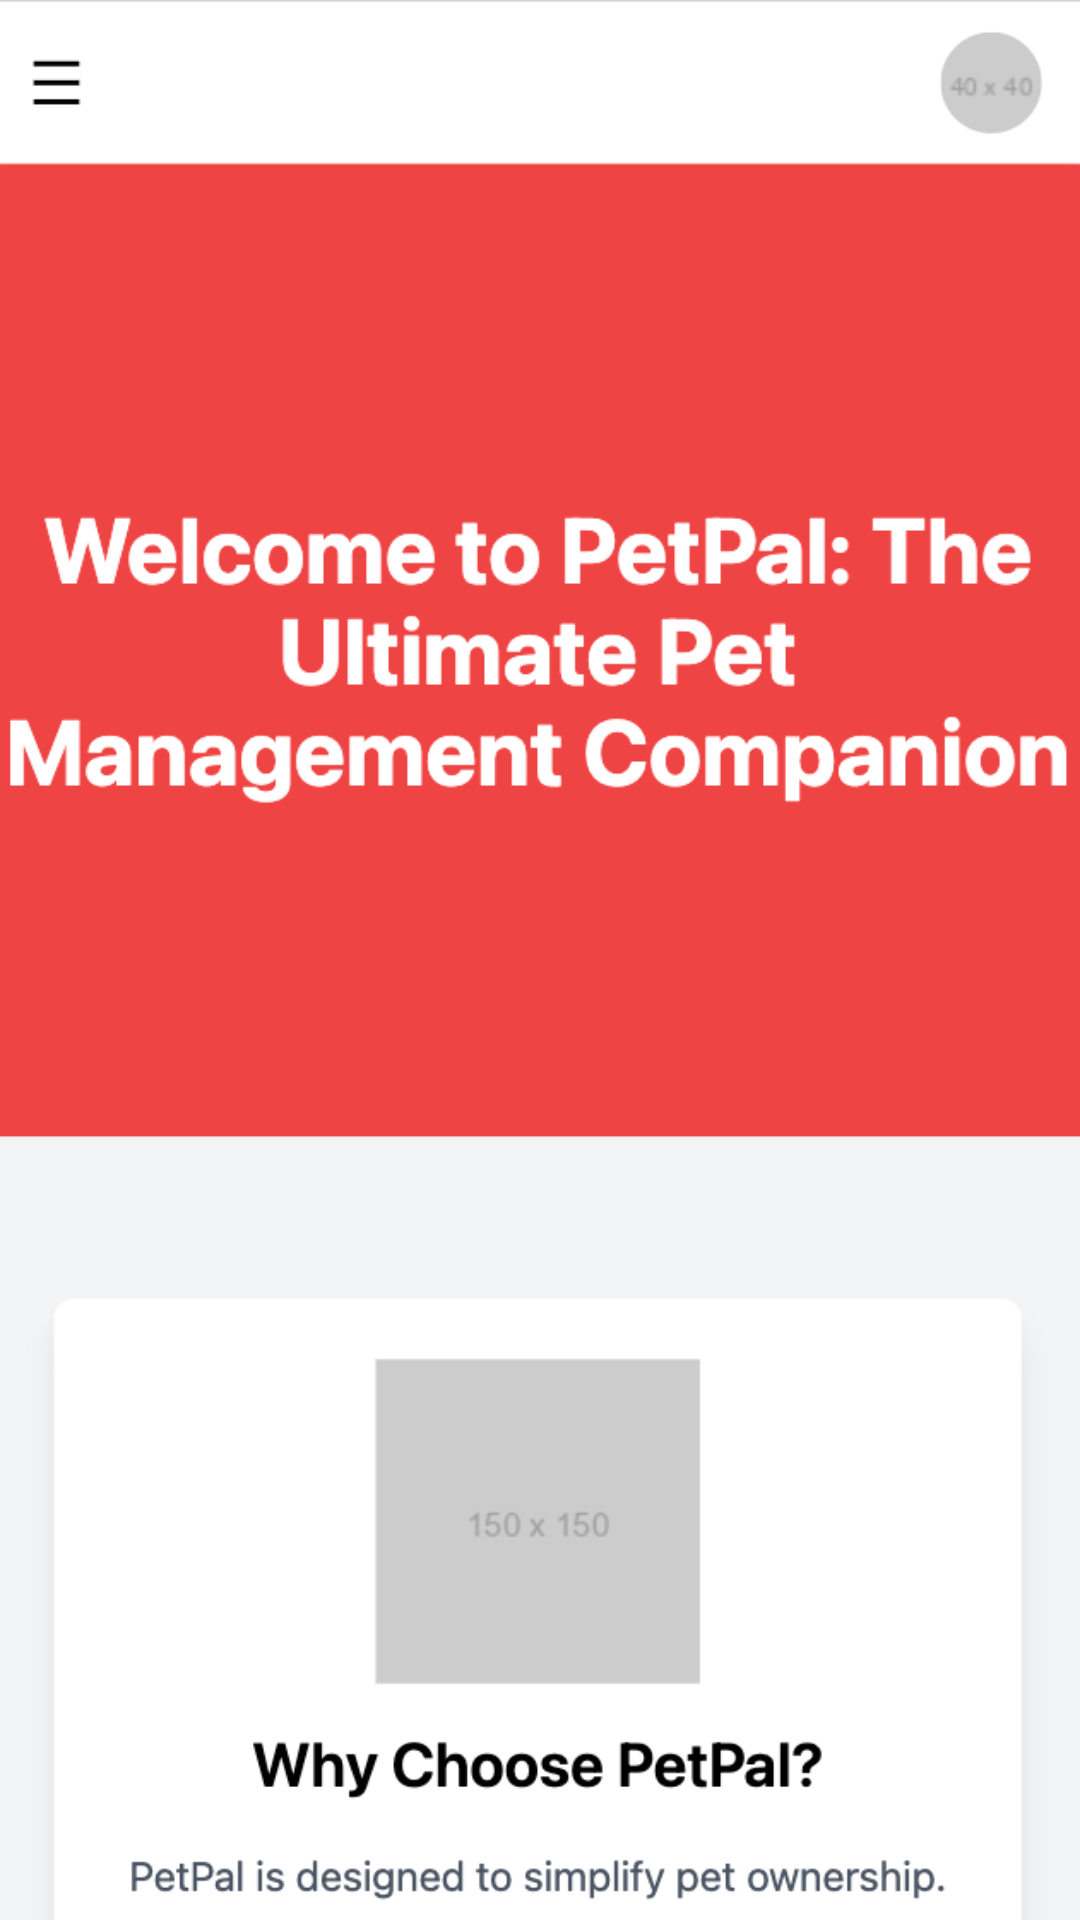 40 x 40
Welcome to PetPal: The
Ultimate Pet
Management Companion
150 x 150
Why Choose PetPal?
PetPal is designed to simplify pet ownership.